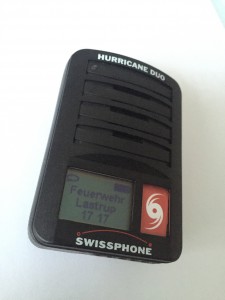 HURRICANE DUO
Feuerwehr
Lastrup
17 17
SWISSPHONE